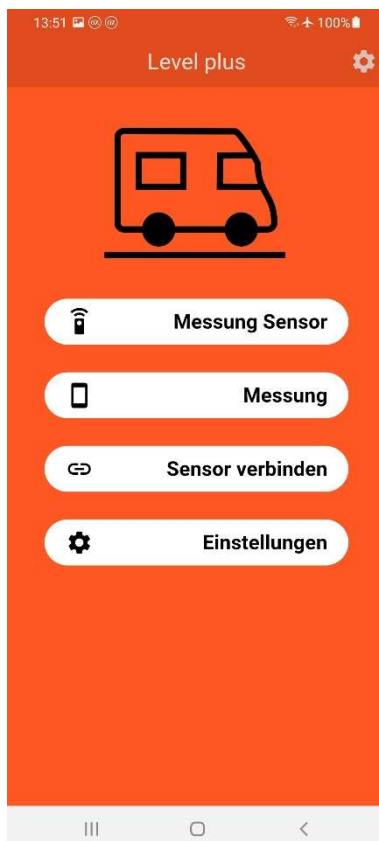 13:51
100%
Level plus
Messung Sensor
Messung
Sensor verbinden
Einstellungen